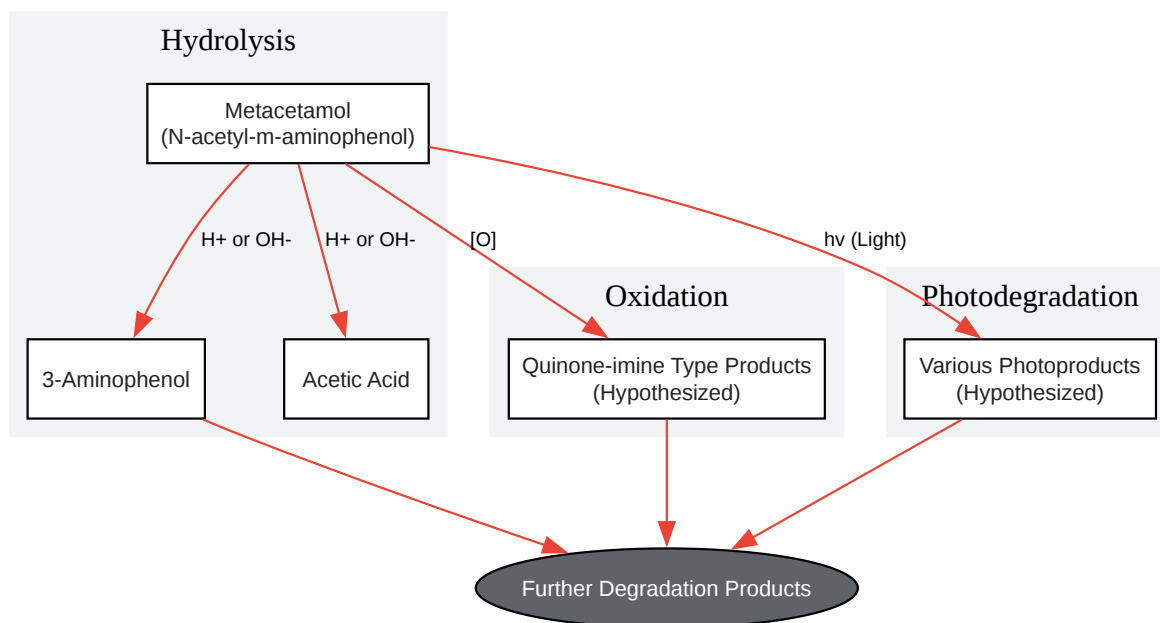 Hydrolysis
Metacetamol
(N-acetyl-m-aminophenol)
H+ or OH-
H+ or OH-
[O]
hv (Light)
Oxidation
Photodegradation
3-Aminophenol
Acetic Acid
Quinone-imine Type Products
(Hypothesized)
Various Photoproducts
(Hypothesized)
Further Degradation Products